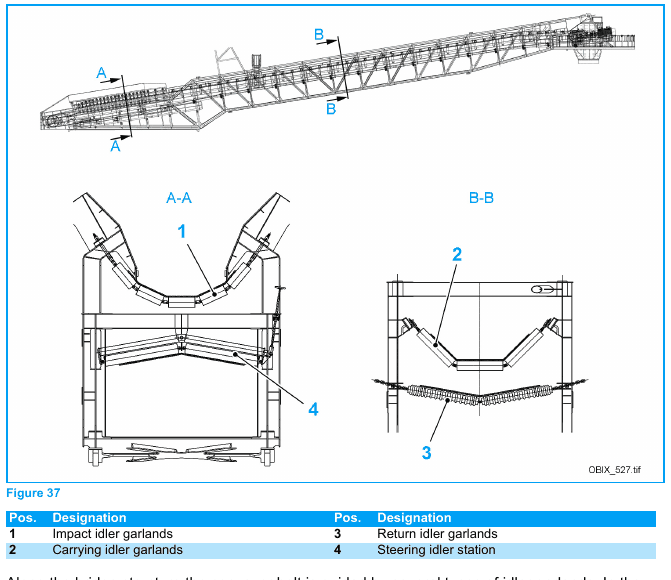 B
A
B
A
A-A
B-B
1
2
4
3
OBIX_527.tif
Figure 37
Pos. Designation Pos. Designation
1 Impact idler garlands 3 Return idler garlands
2 Carrying idler garlands 4 Steering idler station